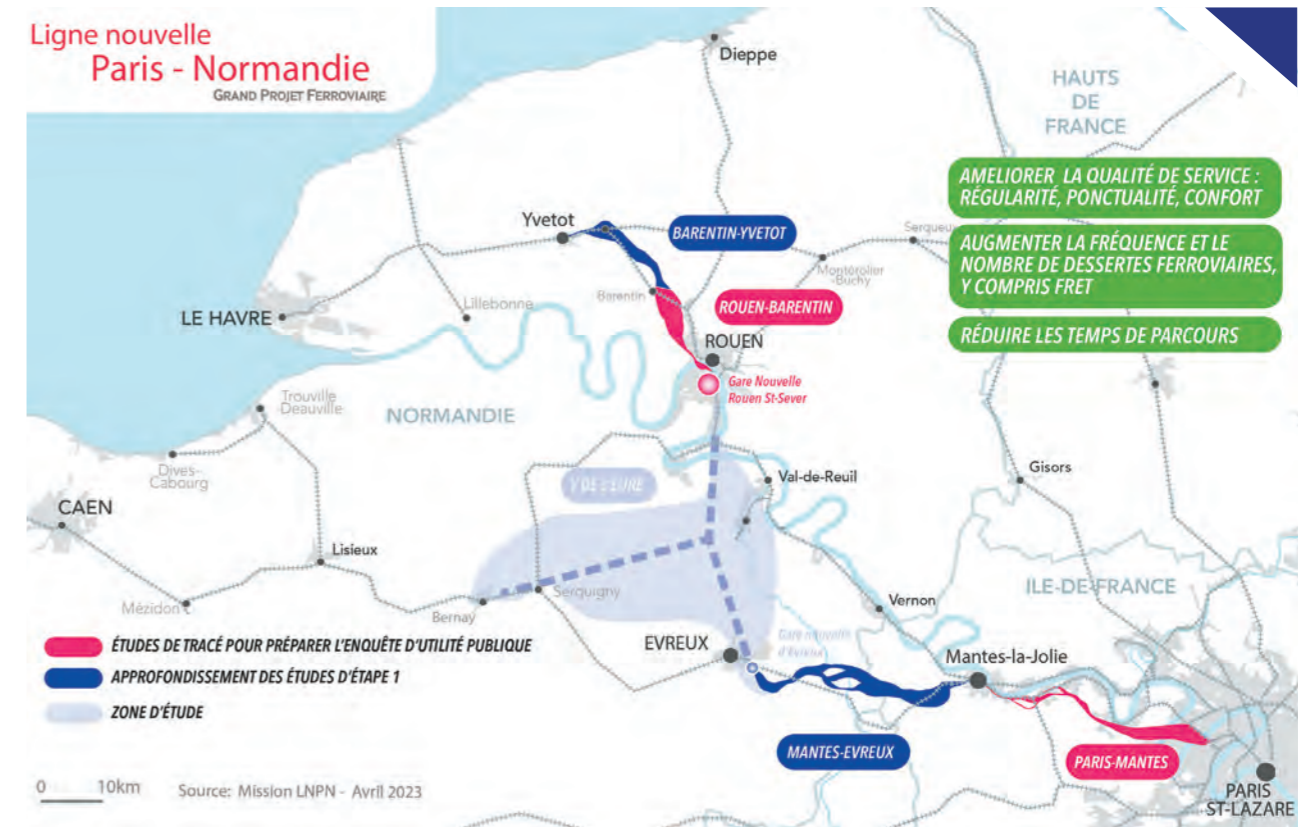 Ligne nouvelle
Paris - Normandie
GRAND PROJET FERROVIAIRE
Dieppe
HAUTS
DE
FRANCE
AMELIORER LA QUALITÉ DE SERVICE :
RÉGULARITÉ, PONCTUALITÉ, CONFORT
Yvetot
BARENTIN-YVETOT
Serqueux
AUGMENTER LA FRÉQUENCE ET LE
NOMBRE DE DESSERTES FERROVIAIRES,
Y COMPRIS FRET
Montérolier
-Buchy
Barentin
ROUEN-BARENTIN
Lillebonne
LE HAVRE
RÉDUIRE LES TEMPS DE PARCOURS
ROUEN
Gare Nouvelle
Rouen St-Sever
Trouville
Deauville
NORMANDIE
Dives-
Cabourg
Y DE L'EURE
Val-de-Reuil
Gisors
CAEN
Lisieux
ILE-DE-FRANCE
Mézidon
Bernay
Serquigny
Vernon
ÉTUDES DE TRACÉ POUR PRÉPARER L'ENQUÊTE D'UTILITÉ PUBLIQUE
EVREUX
Gare nouvelle
d'Evreux
Mantes-la-Jolie
APPROFONDISSEMENT DES ÉTUDES D'ÉTAPE 1
ZONE D'ÉTUDE
MANTES-EVREUX
PARIS-MANTES
0 10km
Source: Mission LNPN - Avril 2023
PARIS
ST-LAZARE